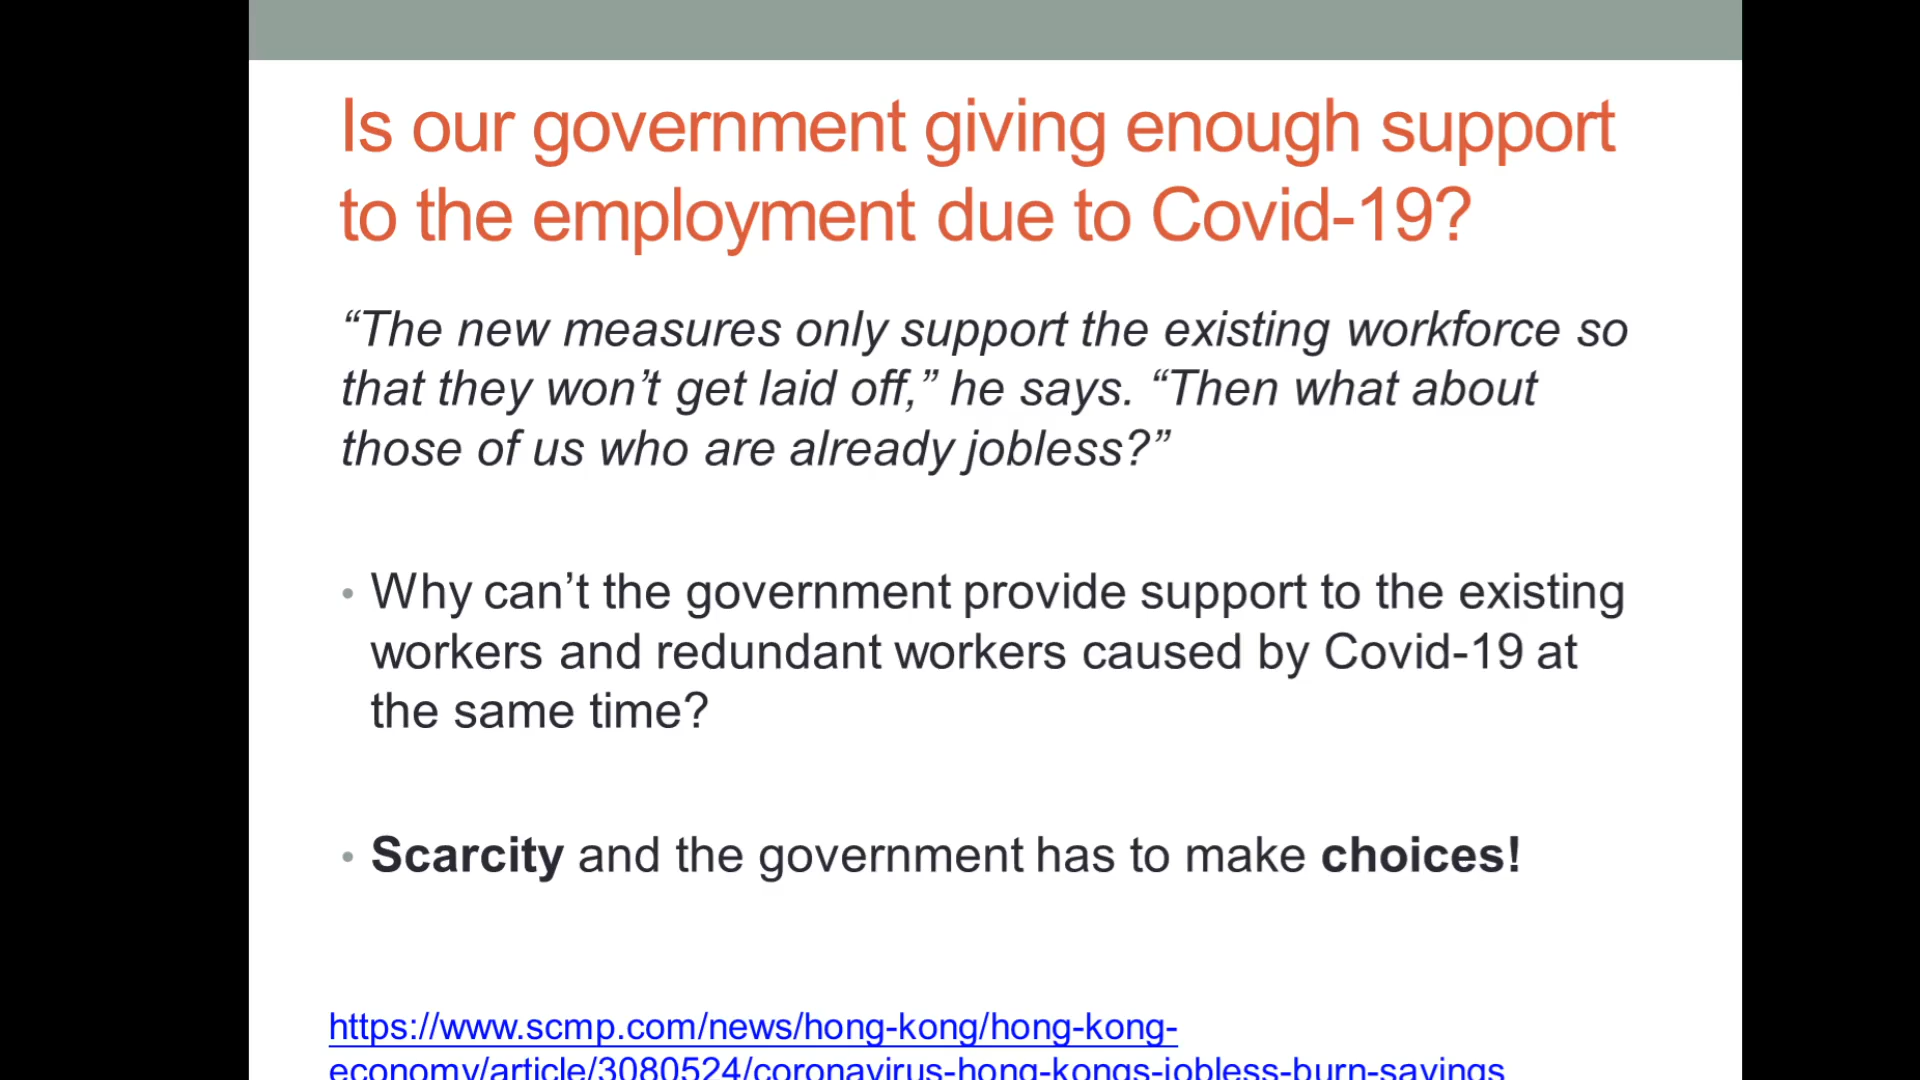 Is our government giving enough support
to the employment due to Covid-19?
“The new measures only support the existing workforce so
that they won’t get laid off,” he says. “Then what about
those of us who are already jobless?”
• Why can’t the government provide support to the existing
workers and redundant workers caused by Covid-19 at
the same time?
• Scarcity and the government has to make choices!
https://www.scmp.com/news/hong-kong/hong-kong-
economy/article/3080524/coronavirus-hong-kongs-jobless-burn-savings